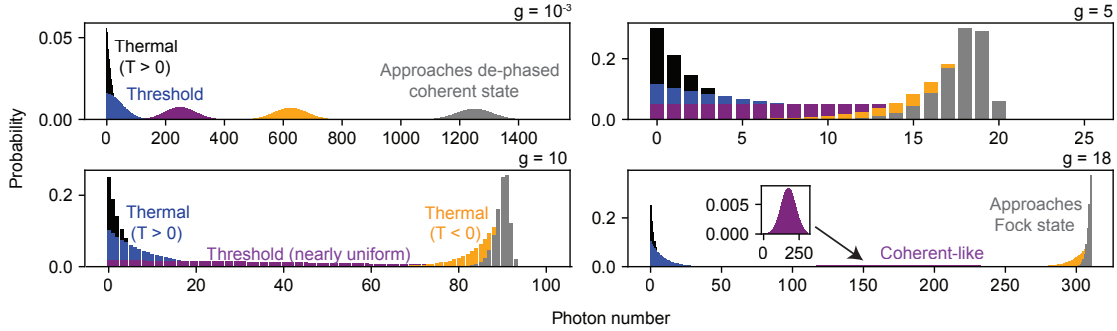 g = 10⁻³
0.05
0.00
Thermal
(T > 0)
Threshold
Approaches de-phased
coherent state
0 200 400 600 800 1000 1200 1400
g = 5
0.2
0.0
0 5 10 15 20 25
Probability
g = 10
0.2
0.0
Thermal
(T > 0)
Threshold (nearly uniform)
Thermal
(T < 0)
0 20 40 60 80 100
g = 18
0.2
0.0
0.005
0.000
0 250
Approaches
Fock state
Coherent-like
0 50 100 150 200 250 300
Photon number